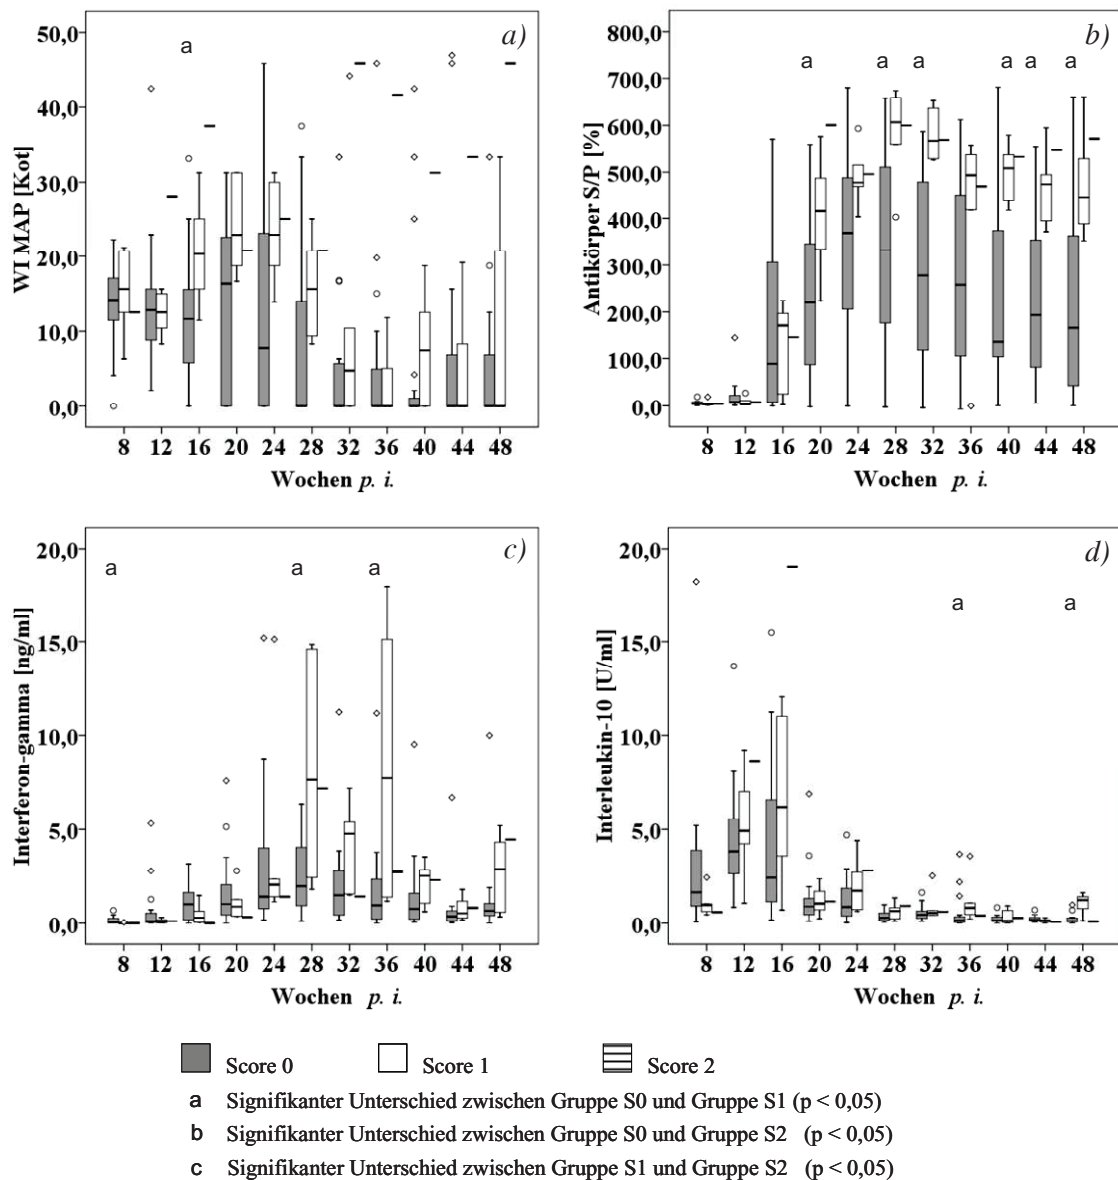 a)
50,0
40,0
30,0
20,0
10,0
0,0
WI MAP [Kot]
a
8 12 16 20 24 28 32 36 40 44 48
Wochen p. i.
b)
800,0
700,0
600,0
500,0
400,0
300,0
200,0
100,0
0,0
Antikörper S/P [%]
a a a a a a
8 12 16 20 24 28 32 36 40 44 48
Wochen p. i.
c)
20,0
15,0
10,0
5,0
0,0
Interferon-gamma [ng/ml]
a a a
8 12 16 20 24 28 32 36 40 44 48
Wochen p. i.
d)
20,0
15,0
10,0
5,0
0,0
Interleukin-10 [U/ml]
a a
8 12 16 20 24 28 32 36 40 44 48
Wochen p. i.
Score 0 Score 1 Score 2
a Signifikanter Unterschied zwischen Gruppe S0 und Gruppe S1 (p < 0,05)
b Signifikanter Unterschied zwischen Gruppe S0 und Gruppe S2 (p < 0,05)
c Signifikanter Unterschied zwischen Gruppe S1 und Gruppe S2 (p < 0,05)